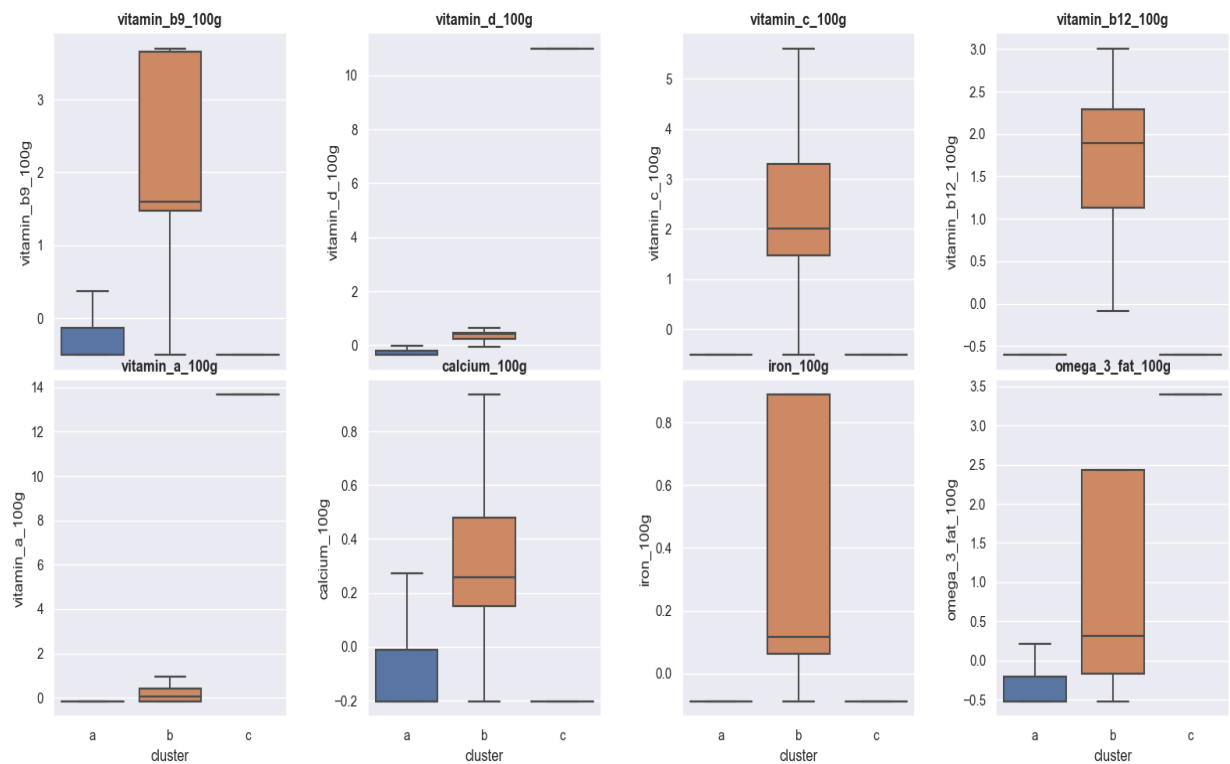 vitamin_b9_100g
vitamin_d_100g
vitamin_c_100g
vitamin_b12_100g
vitamin_b9_100g
3
2
1
0
vitamin_d_100g
10
8
6
4
2
0
vitamin_c_100g
5
4
3
2
1
0
vitamin_b12_100g
3.0
2.5
2.0
1.5
1.0
0.5
0.0
−0.5
vitamin_a_100g
calcium_100g
iron_100g
omega_3_fat_100g
vitamin_a_100g
14
12
10
8
6
4
2
0
calcium_100g
0.8
0.6
0.4
0.2
0.0
−0.2
iron_100g
0.8
0.6
0.4
0.2
0.0
omega_3_fat_100g
3.5
3.0
2.5
2.0
1.5
1.0
0.5
0.0
−0.5
a b c
cluster
a b c
cluster
a b c
cluster
a b c
cluster